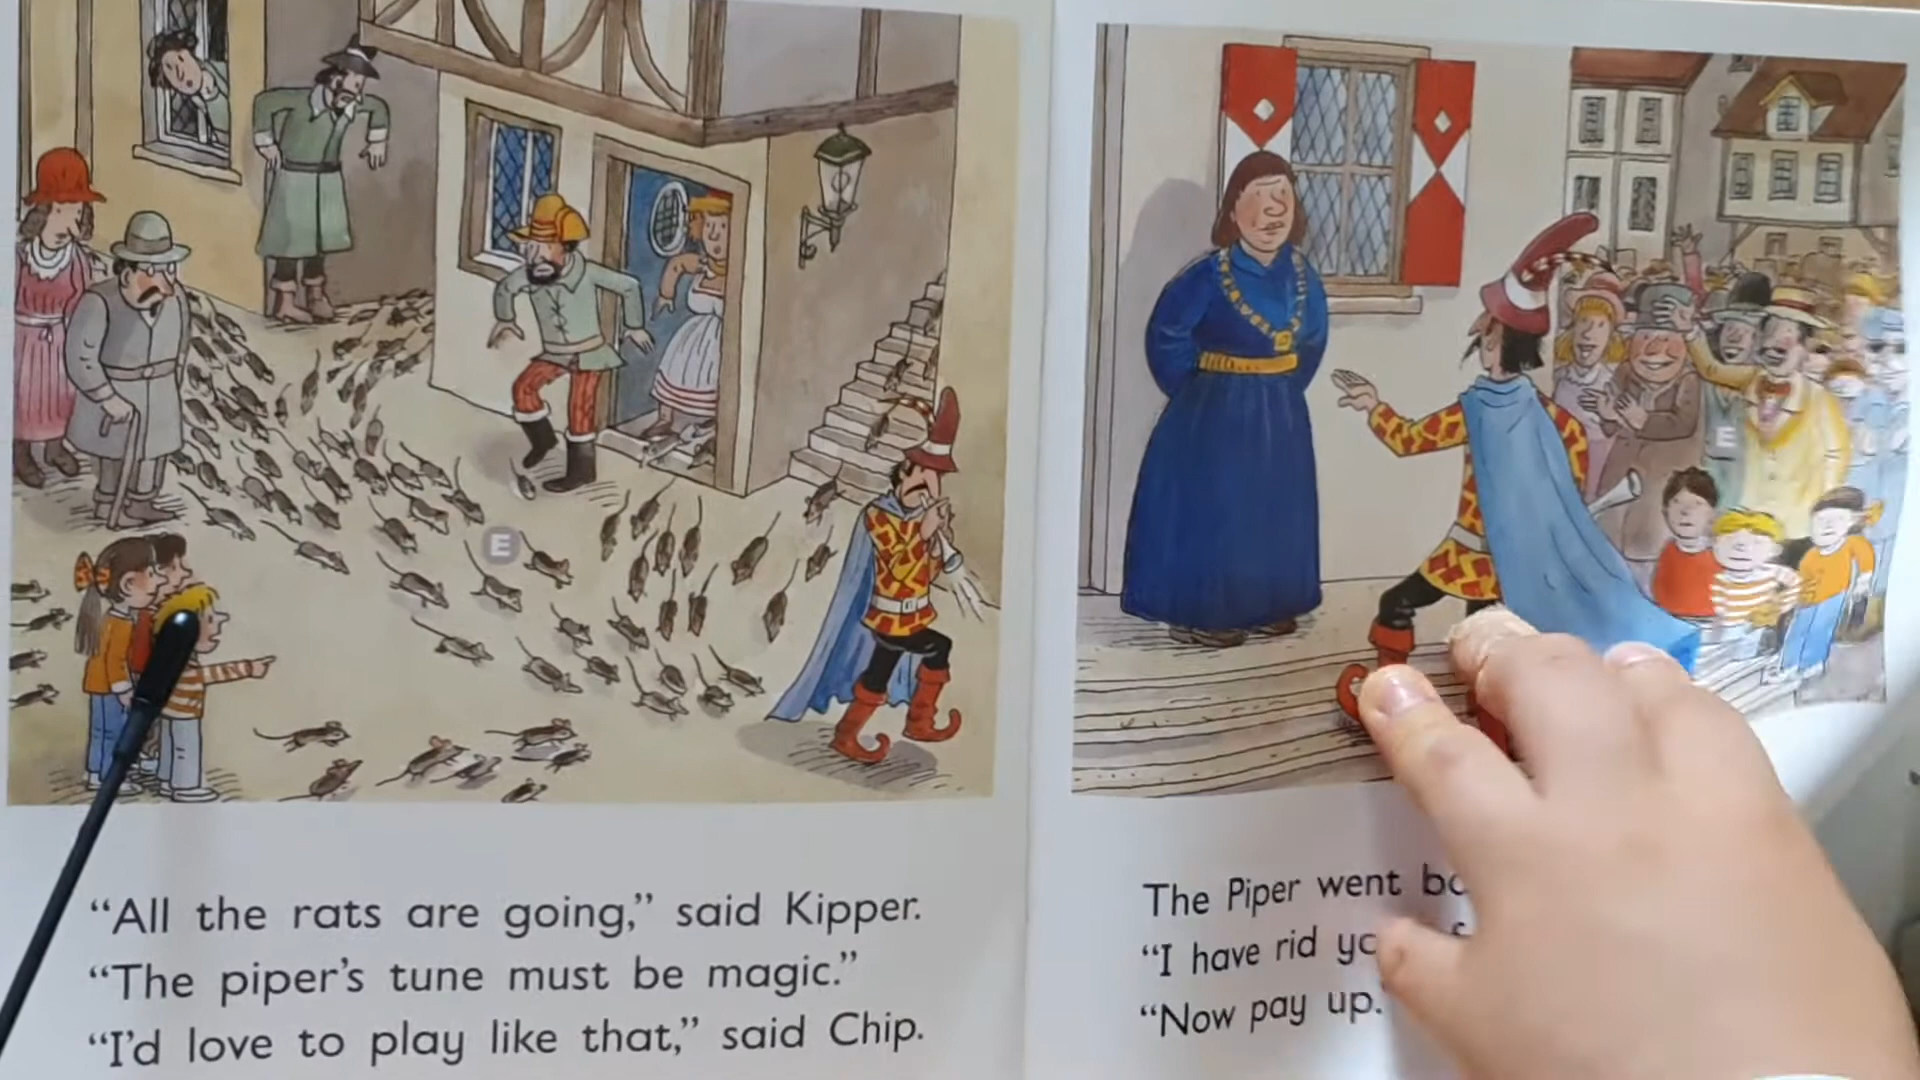 E
"All the rats are going," said Kipper.
"The piper's tune must be magic."
"I'd love to play like that," said Chip.
E
The Piper went
"I have rid
"Now pay up.